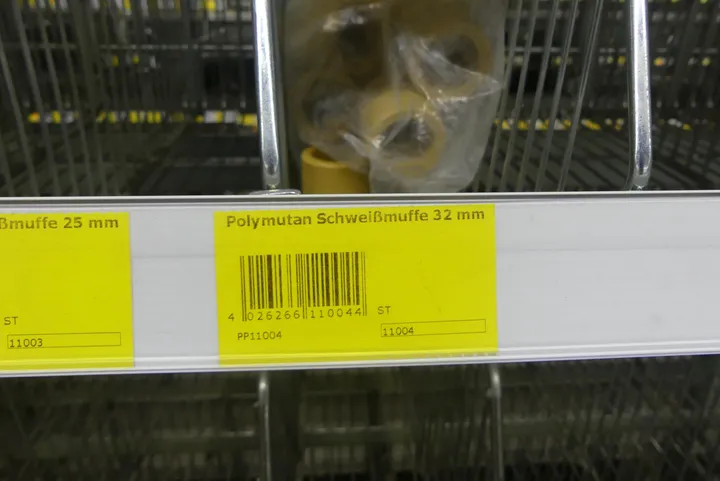 ßmuffe 25 mm
ST
11003
Polymutan Schweißmuffe 32 mm
4 026266 110044
ST
PP11004
11004